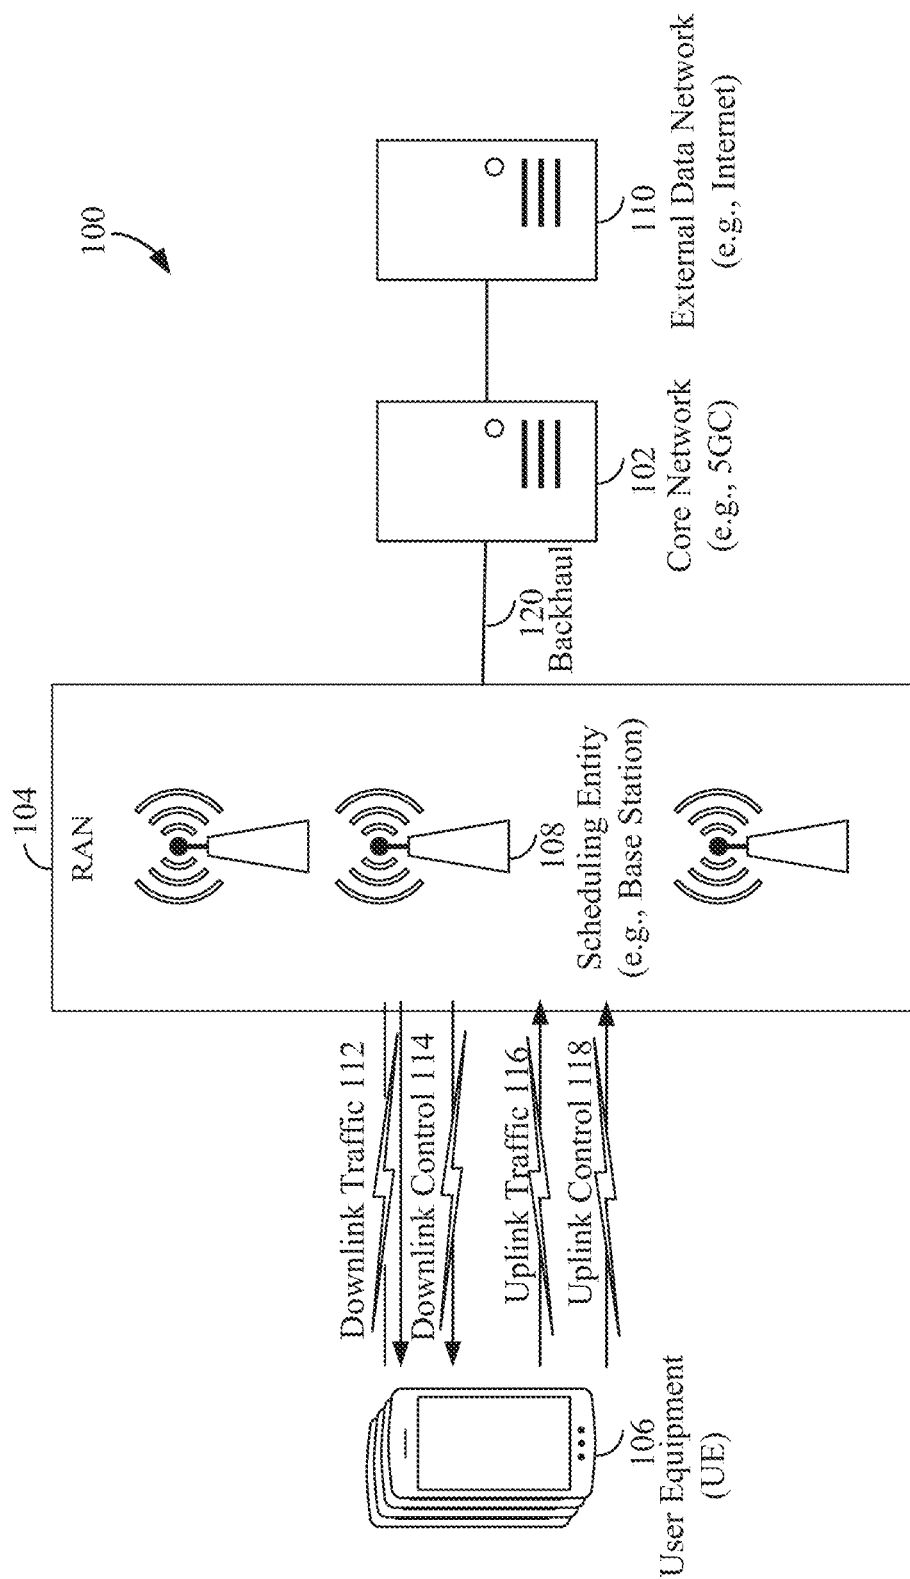 100
104
RAN
108
Scheduling Entity
(e.g., Base Station)
Downlink Traffic 112
Downlink Control 114
Uplink Traffic 116
Uplink Control 118
106
User Equipment
(UE)
120
Backhaul
102
Core Network
(e.g., 5GC)
110
External Data Network
(e.g., Internet)